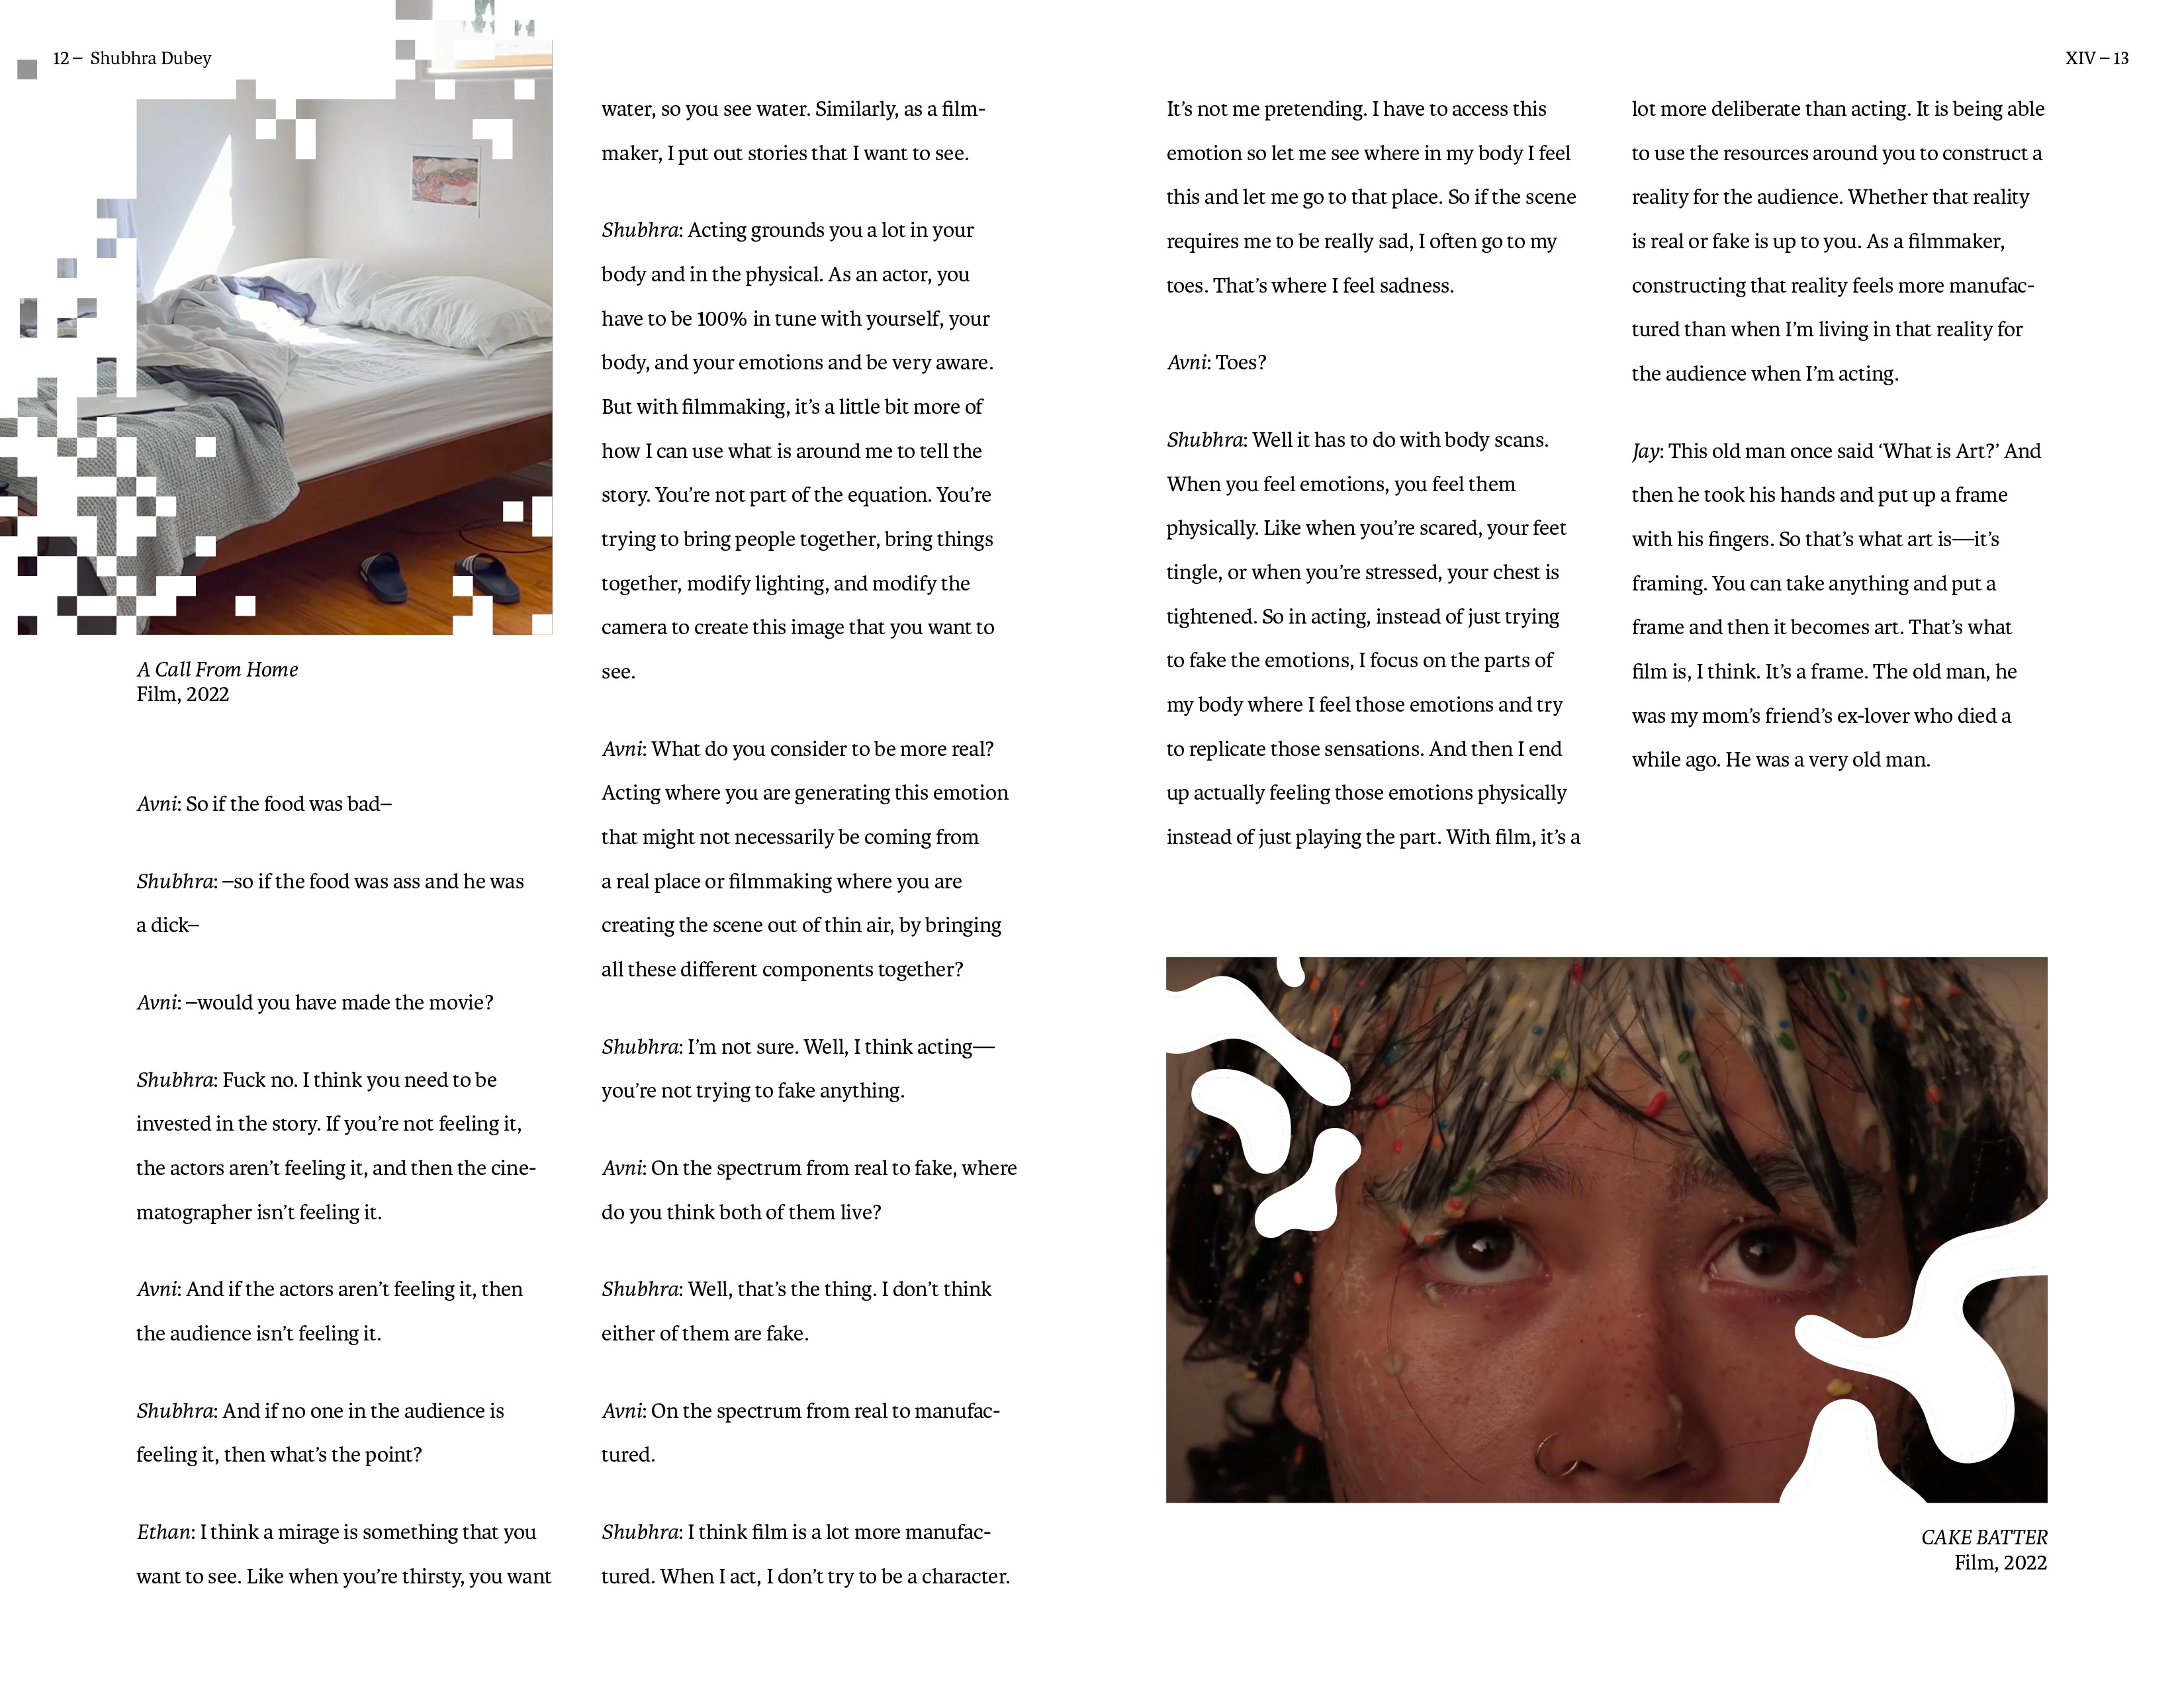 12 – Shubhra Dubey
A Call From Home
Film, 2022
Avni: So if the food was bad–
Shubhra: –so if the food was ass and he was
a dick–
Avni: –would you have made the movie?
Shubhra: Fuck no. I think you need to be
invested in the story. If you’re not feeling it,
the actors aren’t feeling it, and then the cine-
matographer isn’t feeling it.
Avni: And if the actors aren’t feeling it, then
the audience isn’t feeling it.
Shubhra: And if no one in the audience is
feeling it, then what’s the point?
Ethan: I think a mirage is something that you
want to see. Like when you’re thirsty, you want
water, so you see water. Similarly, as a film-
maker, I put out stories that I want to see.
Shubhra: Acting grounds you a lot in your
body and in the physical. As an actor, you
have to be 100% in tune with yourself, your
body, and your emotions and be very aware.
But with filmmaking, it’s a little bit more of
how I can use what is around me to tell the
story. You’re not part of the equation. You’re
trying to bring people together, bring things
together, modify lighting, and modify the
camera to create this image that you want to
see.
Avni: What do you consider to be more real?
Acting where you are generating this emotion
that might not necessarily be coming from
a real place or filmmaking where you are
creating the scene out of thin air, by bringing
all these different components together?
Shubhra: I’m not sure. Well, I think acting—
you’re not trying to fake anything.
Avni: On the spectrum from real to fake, where
do you think both of them live?
Shubhra: Well, that’s the thing. I don’t think
either of them are fake.
Avni: On the spectrum from real to manufac-
tured.
Shubhra: I think film is a lot more manufac-
tured. When I act, I don’t try to be a character.
XIV – 13
It’s not me pretending. I have to access this
emotion so let me see where in my body I feel
this and let me go to that place. So if the scene
requires me to be really sad, I often go to my
toes. That’s where I feel sadness.
Avni: Toes?
Shubhra: Well it has to do with body scans.
When you feel emotions, you feel them
physically. Like when you’re scared, your feet
tingle, or when you’re stressed, your chest is
tightened. So in acting, instead of just trying
to fake the emotions, I focus on the parts of
my body where I feel those emotions and try
to replicate those sensations. And then I end
up actually feeling those emotions physically
instead of just playing the part. With film, it’s a
lot more deliberate than acting. It is being able
to use the resources around you to construct a
reality for the audience. Whether that reality
is real or fake is up to you. As a filmmaker,
constructing that reality feels more manufac-
tured than when I’m living in that reality for
the audience when I’m acting.
Jay: This old man once said ‘What is Art?’ And
then he took his hands and put up a frame
with his fingers. So that’s what art is—it’s
framing. You can take anything and put a
frame and then it becomes art. That’s what
film is, I think. It’s a frame. The old man, he
was my mom’s friend’s ex-lover who died a
while ago. He was a very old man.
CAKE BATTER
Film, 2022